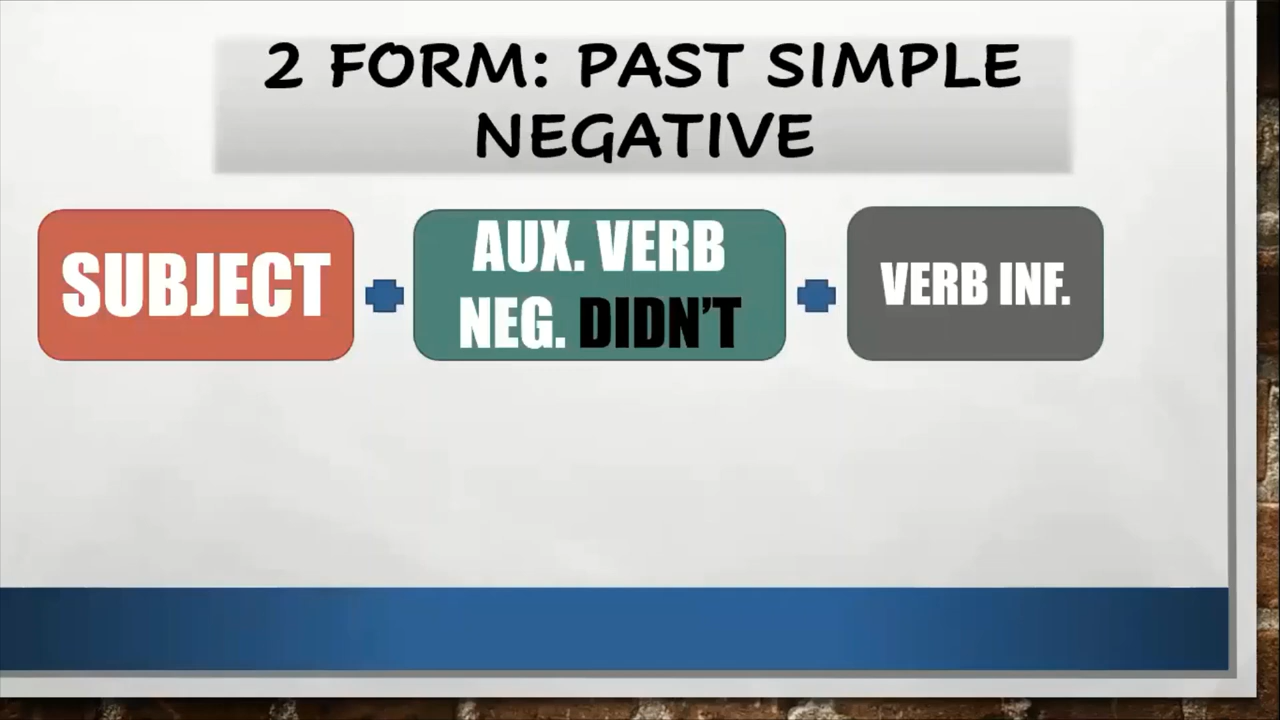 2 FORM: PAST SIMPLE
NEGATIVE
SUBJECT
AUX. VERB
NEG. DIDN'T
VERB INF.